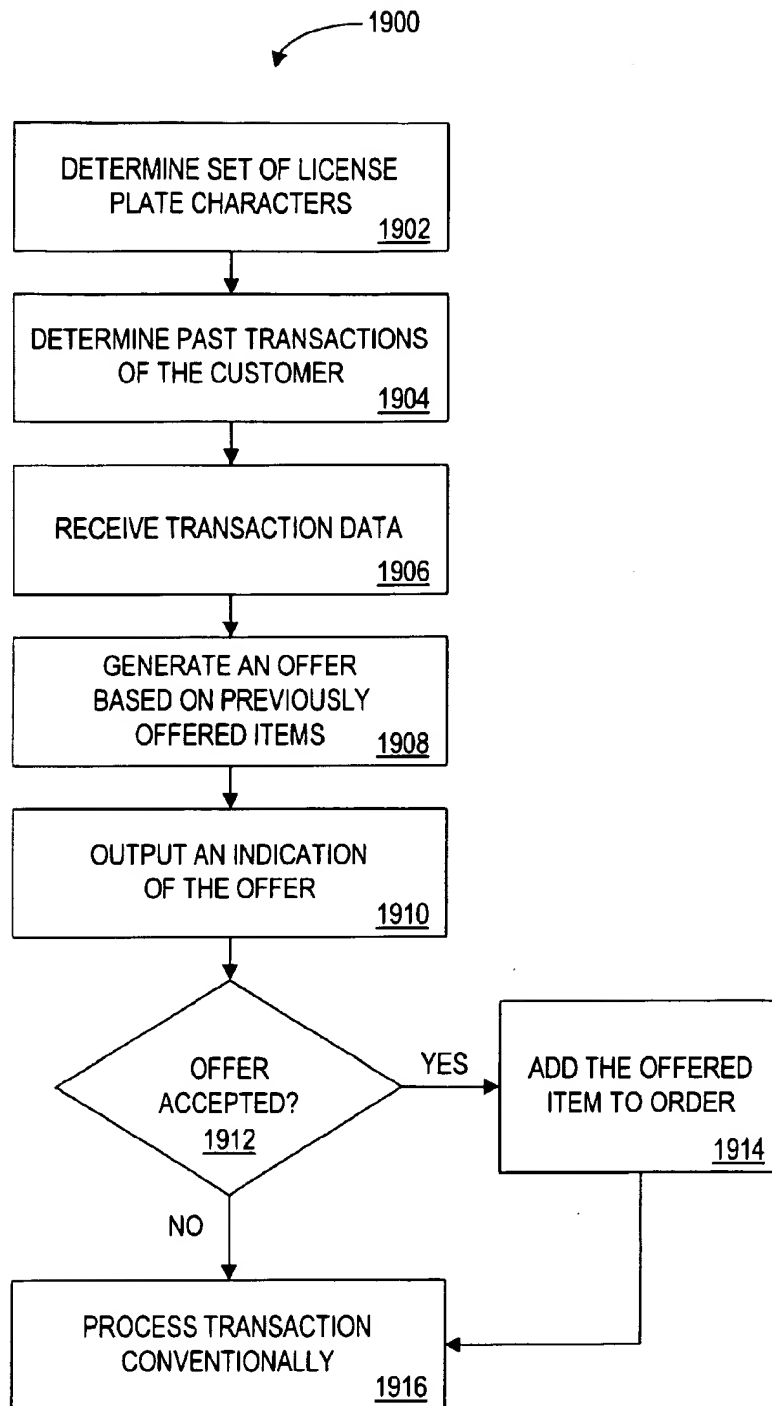 1900
DETERMINE SET OF LICENSE
PLATE CHARACTERS
1902
DETERMINE PAST TRANSACTIONS
OF THE CUSTOMER
1904
RECEIVE TRANSACTION DATA
1906
GENERATE AN OFFER
BASED ON PREVIOUSLY
OFFERED ITEMS
1908
OUTPUT AN INDICATION
OF THE OFFER
1910
OFFER
ACCEPTED?
1912
YES
ADD THE OFFERED
ITEM TO ORDER
1914
NO
PROCESS TRANSACTION
CONVENTIONALLY
1916